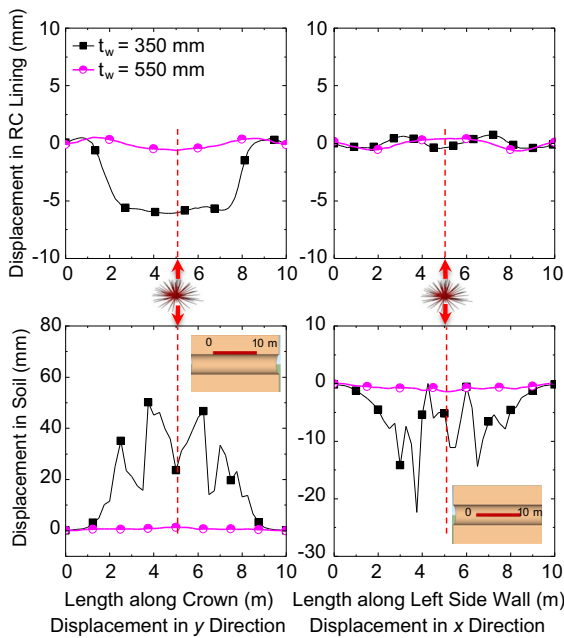 Displacement in RC Lining (mm)
10
5
0
-5
-10
t_w = 350 mm
t_w = 550 mm
0 2 4 6 8 10
10
5
0
-5
-10
0 2 4 6 8 10
Displacement in Soil (mm)
80
60
40
20
0
0 10 m
0 2 4 6 8 10
10
0
-10
-20
-30
0 10 m
0 2 4 6 8 10
Length along Crown (m)
Displacement in y Direction
Length along Left Side Wall (m)
Displacement in x Direction